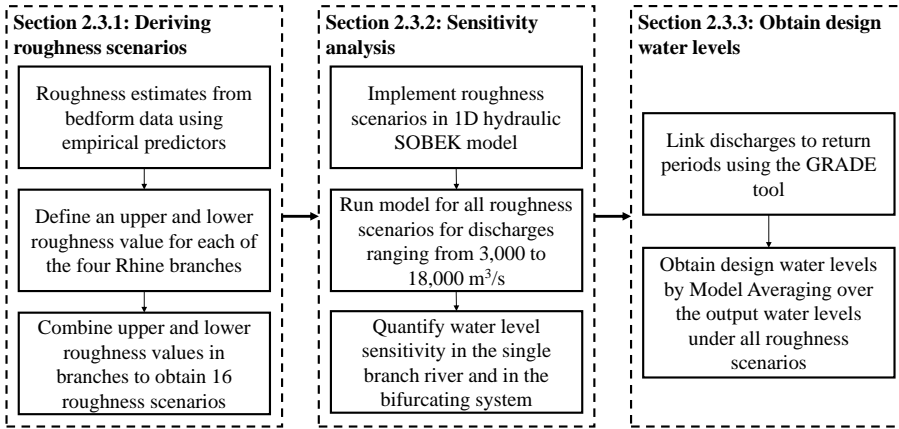 Section 2.3.1: Deriving
roughness scenarios
Roughness estimates from
bedform data using
empirical predictors
Define an upper and lower
roughness value for each of
the four Rhine branches
Combine upper and lower
roughness values in
branches to obtain 16
roughness scenarios
Section 2.3.2: Sensitivity
analysis
Implement roughness
scenarios in 1D hydraulic
SOBEK model
Run model for all roughness
scenarios for discharges
ranging from 3,000 to
18,000 m³/s
Quantify water level
sensitivity in the single
branch river and in the
bifurcating system
Section 2.3.3: Obtain design
water levels
Link discharges to return
periods using the GRADE
tool
Obtain design water levels
by Model Averaging over
the output water levels
under all roughness
scenarios